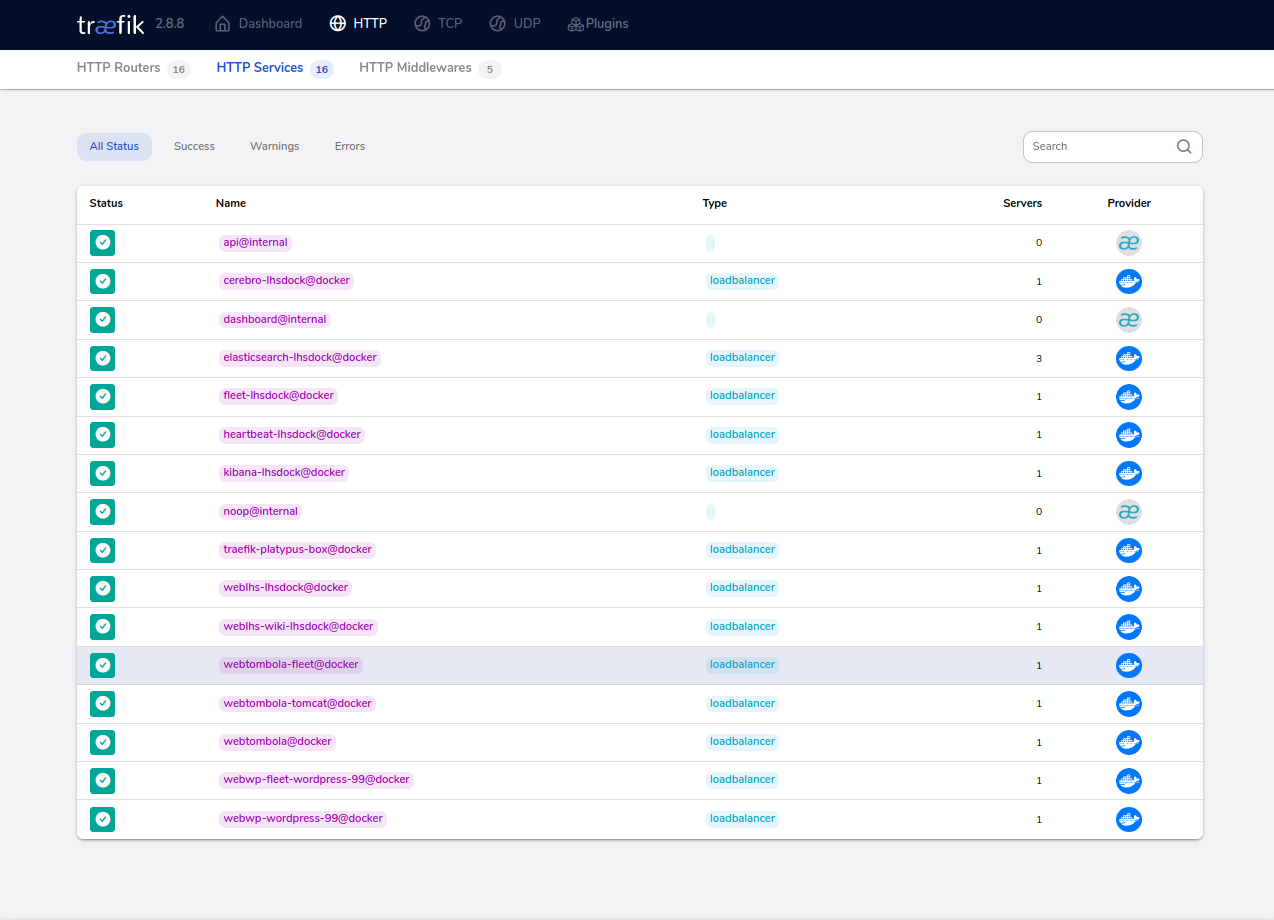 træfik 2.8.8 Dashboard HTTP TCP UDP Plugins
HTTP Routers 16 HTTP Services 16 HTTP Middlewares 5
All Status Success Warnings Errors Search
Status Name Type Servers Provider
api@internal 0 æ
cerebro-lhsdock@docker loadbalancer 1
dashboard@internal 0 æ
elasticsearch-lhsdock@docker loadbalancer 3
fleet-lhsdock@docker loadbalancer 1
heartbeat-lhsdock@docker loadbalancer 1
kibana-lhsdock@docker loadbalancer 1
noop@internal 0 æ
traefik-platypus-box@docker loadbalancer 1
weblhs-lhsdock@docker loadbalancer 1
weblhs-wiki-lhsdock@docker loadbalancer 1
webtombola-fleet@docker loadbalancer 1
webtombola-tomcat@docker loadbalancer 1
webtombola@docker loadbalancer 1
webwp-fleet-wordpress-99@docker loadbalancer 1
webwp-wordpress-99@docker loadbalancer 1